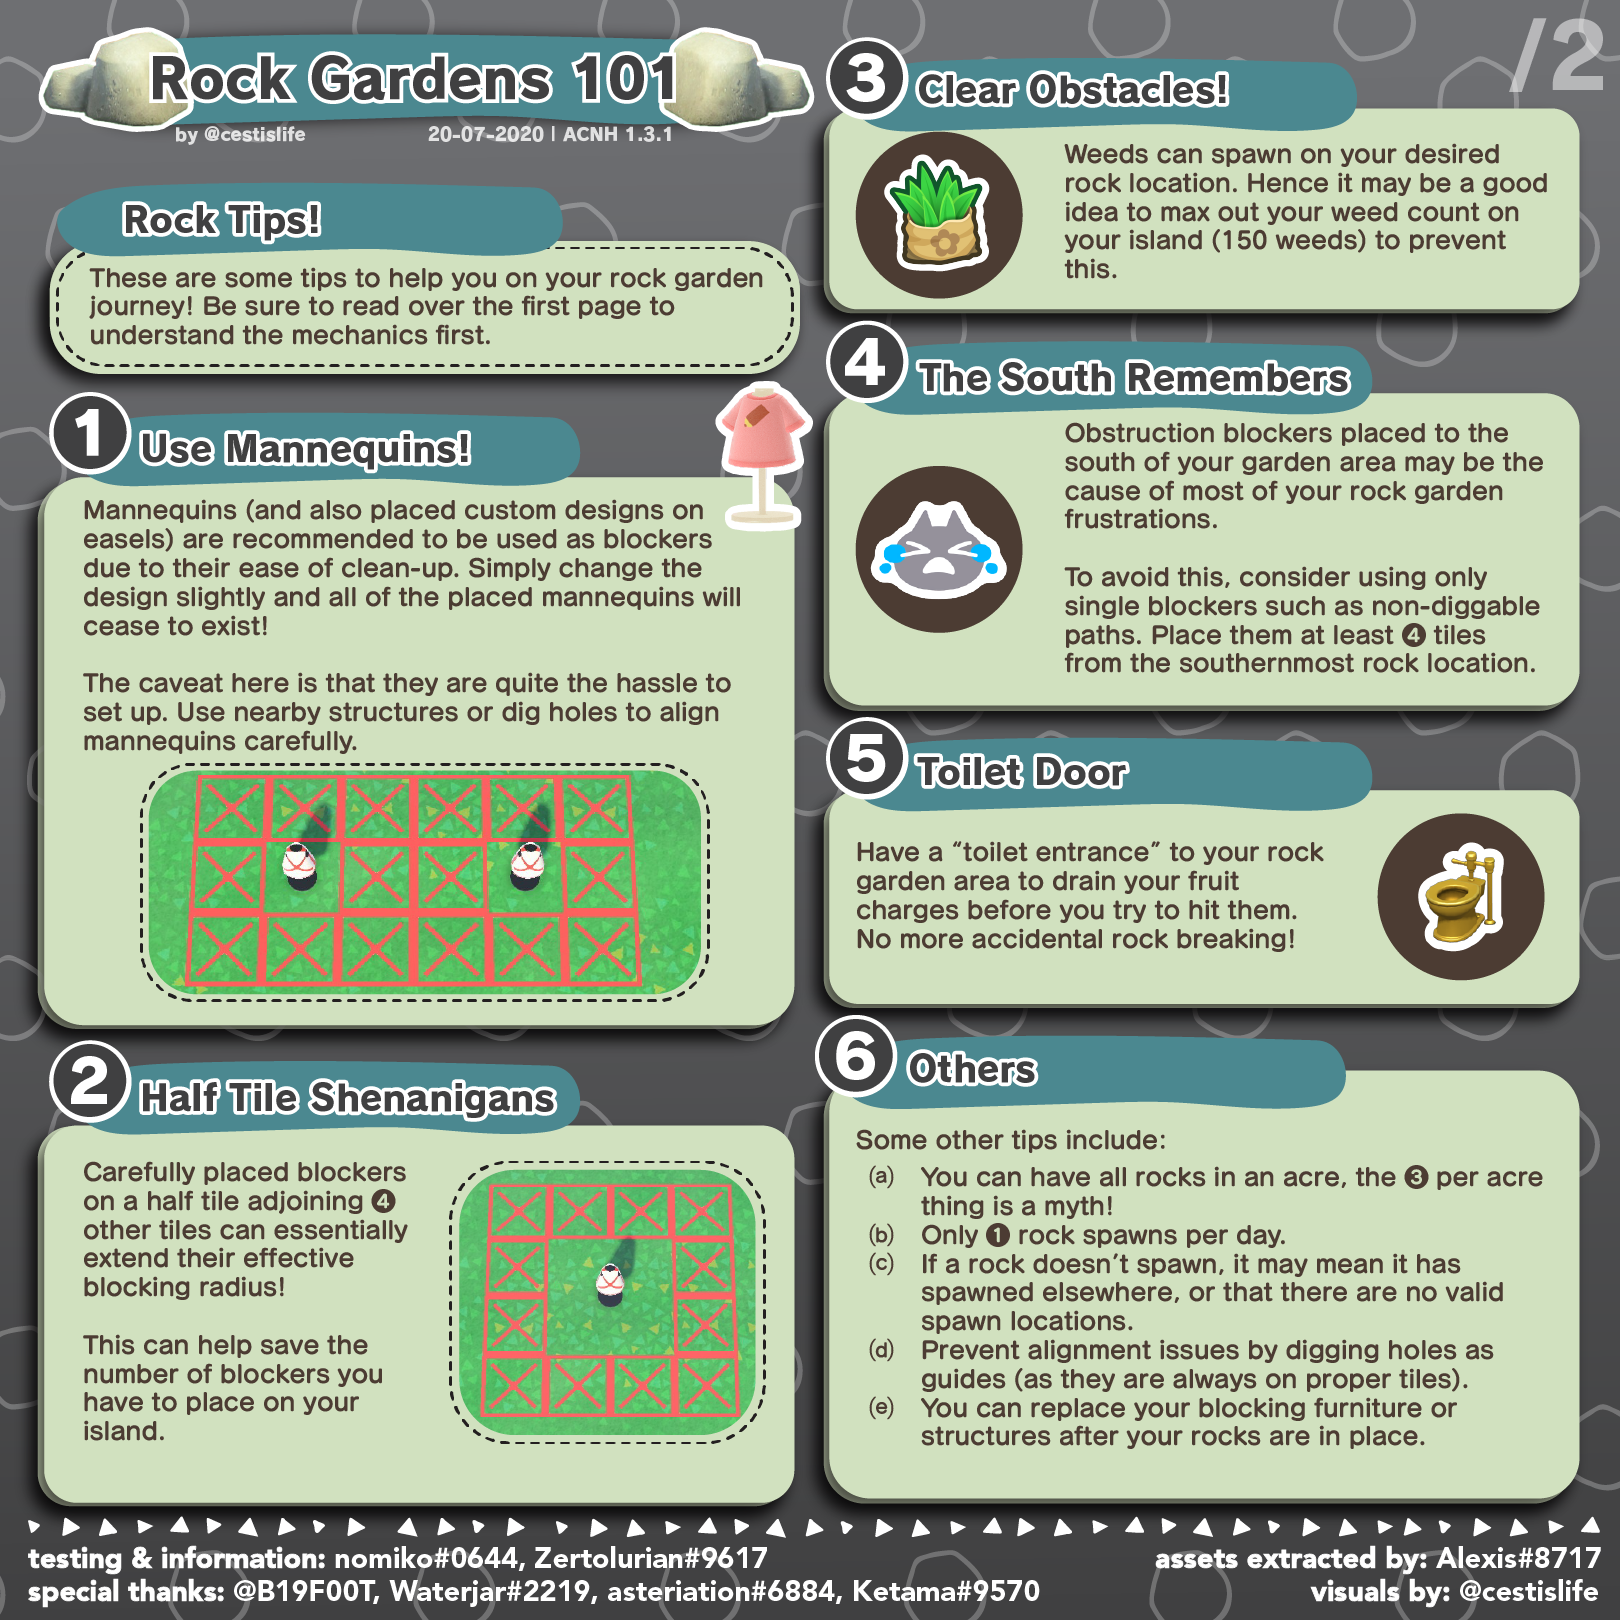 Rock Gardens 101
by @cestislife
20-07-2020 | ACNH 1.3.1
/2
Rock Tips!
These are some tips to help you on your rock garden
journey! Be sure to read over the first page to
understand the mechanics first.
1
Use Mannequins!
Mannequins (and also placed custom designs on
easels) are recommended to be used as blockers
due to their ease of clean-up. Simply change the
design slightly and all of the placed mannequins will
cease to exist!
The caveat here is that they are quite the hassle to
set up. Use nearby structures or dig holes to align
mannequins carefully.
2
Half Tile Shenanigans
Carefully placed blockers
on a half tile adjoining 4
other tiles can essentially
extend their effective
blocking radius!
This can help save the
number of blockers you
have to place on your
island.
3
Clear Obstacles!
Weeds can spawn on your desired
rock location. Hence it may be a good
idea to max out your weed count on
your island (150 weeds) to prevent
this.
4
The South Remembers
Obstruction blockers placed to the
south of your garden area may be the
cause of most of your rock garden
frustrations.
To avoid this, consider using only
single blockers such as non-diggable
paths. Place them at least 4 tiles
from the southernmost rock location.
5
Toilet Door
Have a “toilet entrance” to your rock
garden area to drain your fruit
charges before you try to hit them.
No more accidental rock breaking!
6
Others
Some other tips include:
(a) You can have all rocks in an acre, the 3 per acre
thing is a myth!
(b) Only 1 rock spawns per day.
(c) If a rock doesn't spawn, it may mean it has
spawned elsewhere, or that there are no valid
spawn locations.
(d) Prevent alignment issues by digging holes as
guides (as they are always on proper tiles).
(e) You can replace your blocking furniture or
structures after your rocks are in place.
testing & information: nomiko#0644, Zertolurian#9617
special thanks: @B19F00T, Waterjar#2219, asteriation#6884, Ketama#9570
assets extracted by: Alexis#8717
visuals by: @cestislife